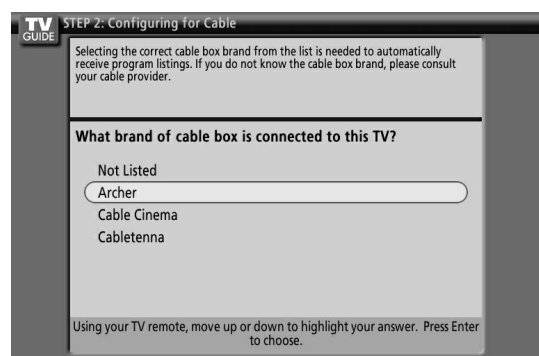 TV
GUIDE
STEP 2: Configuring for Cable
Selecting the correct cable box brand from the list is needed to automatically
receive program listings. If you do not know the cable box brand, please consult
your cable provider.
What brand of cable box is connected to this TV?
Not Listed
Archer
Cable Cinema
Cabletenna
Using your TV remote, move up or down to highlight your answer. Press Enter
to choose.